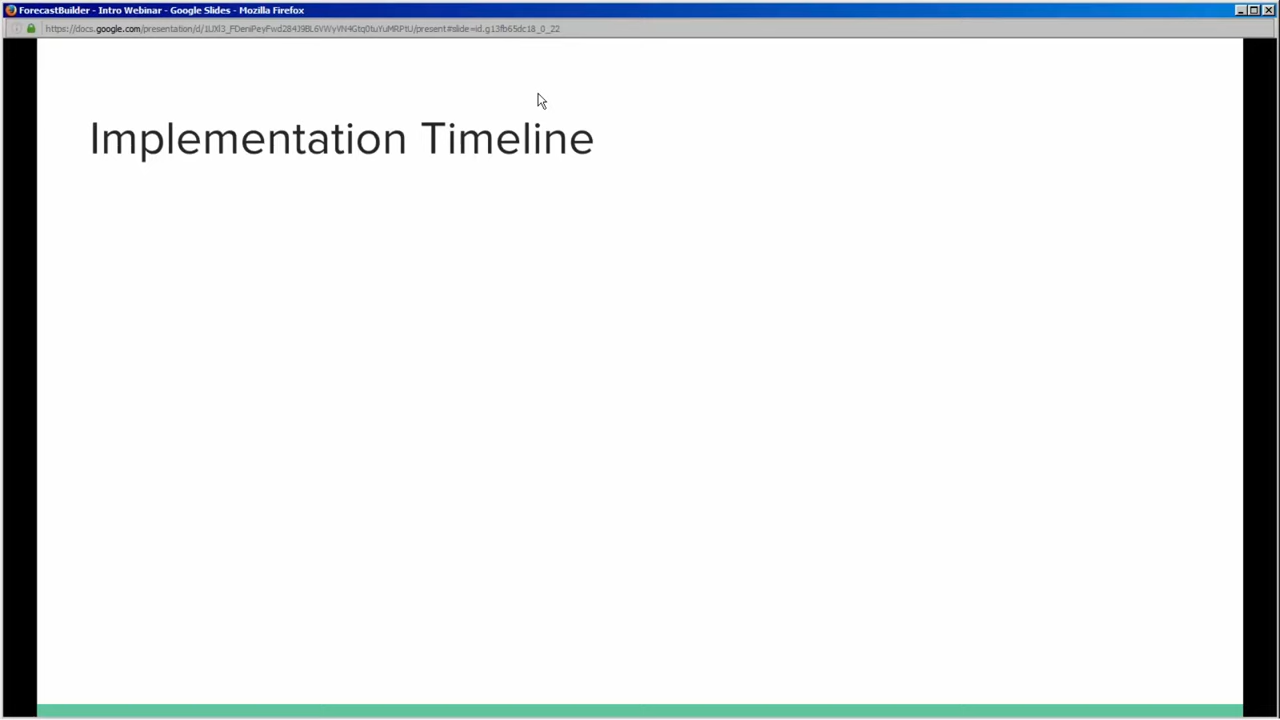 ForecastBuilder - Intro Webinar - Google Slides - Mozilla Firefox
Implementation Timeline